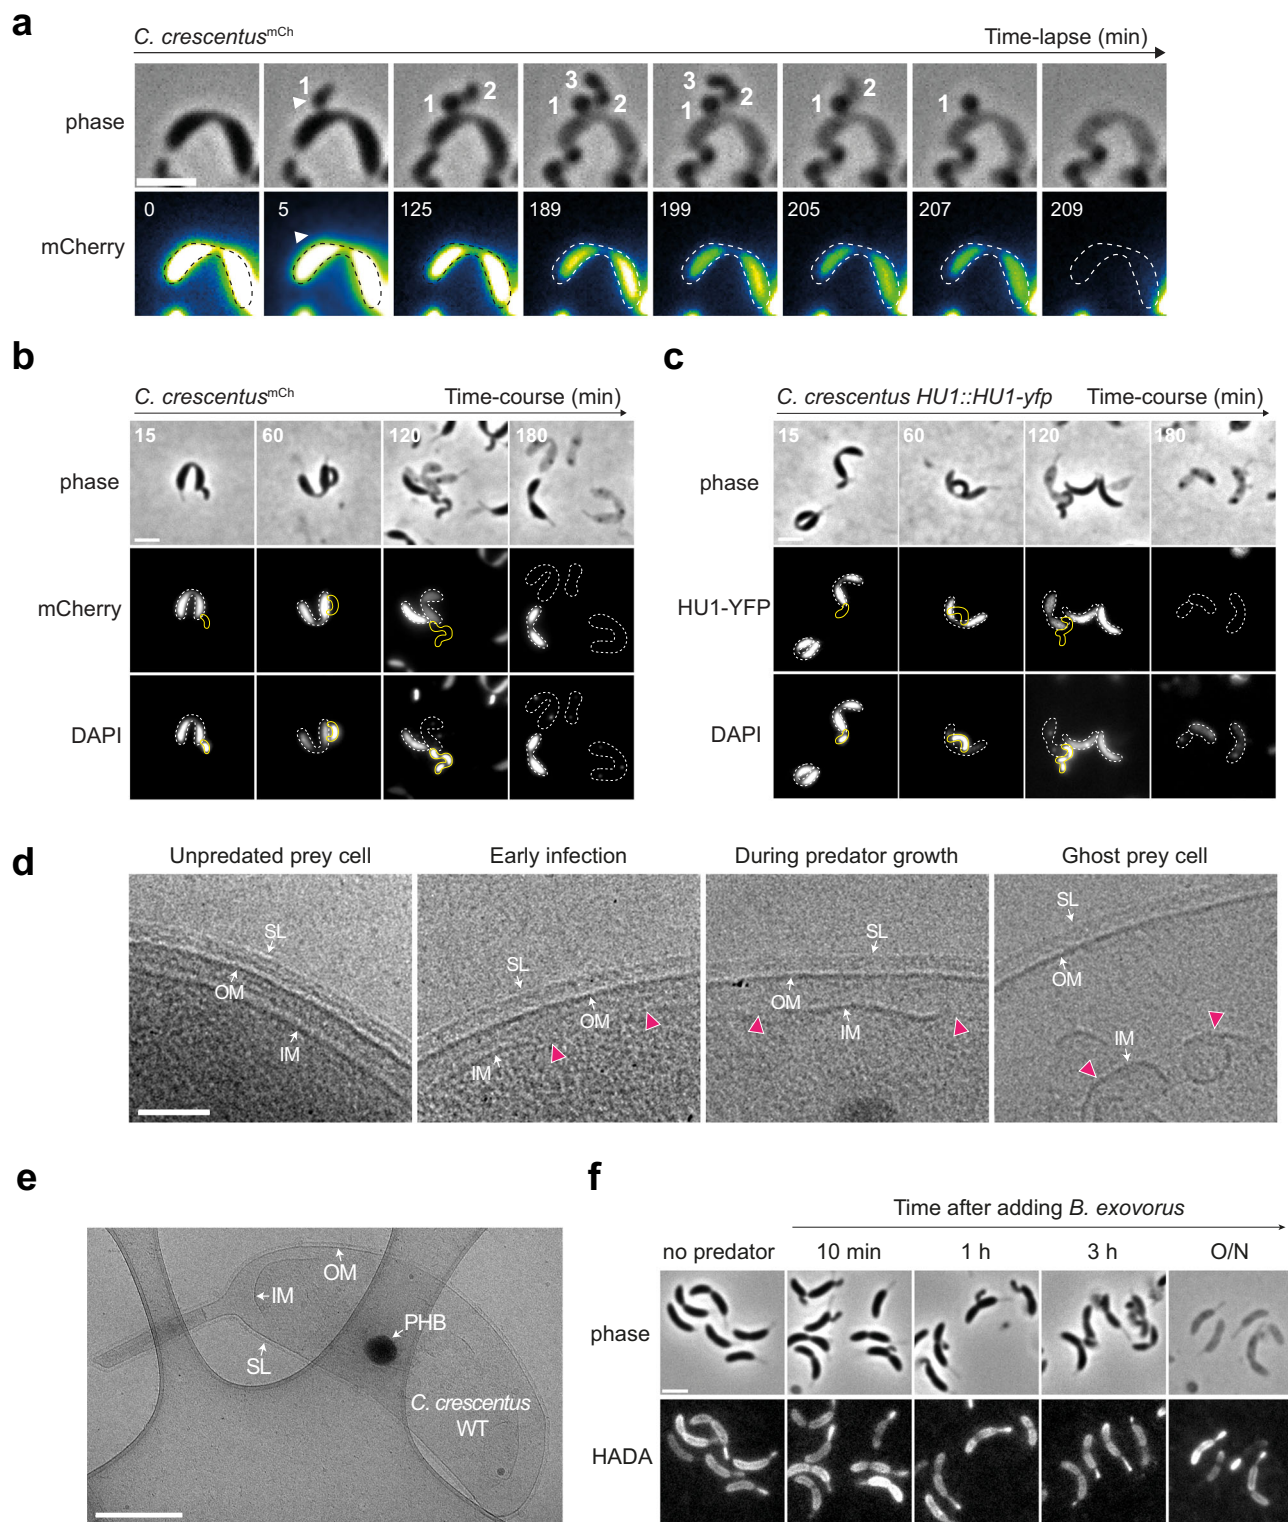 a
C. crescentus^mCh Time-lapse (min)
phase
1
1 2
3 1 2
3 1 2
1 2
1
mCherry
0 5 125 189 199 205 207 209
b
C. crescentus^mCh Time-course (min)
phase
15 60 120 180
mCherry
DAPI
c
C. crescentus HU1::HU1-yfp Time-course (min)
phase
15 60 120 180
HU1-YFP
DAPI
d
Unpredated prey cell Early infection During predator growth Ghost prey cell
SL
OM
IM
SL
OM
IM
SL
OM
IM
SL
OM
IM
e
OM
IM
PHB
SL
C. crescentus
WT
f
Time after adding B. exovorus
no predator 10 min 1 h 3 h O/N
phase
HADA